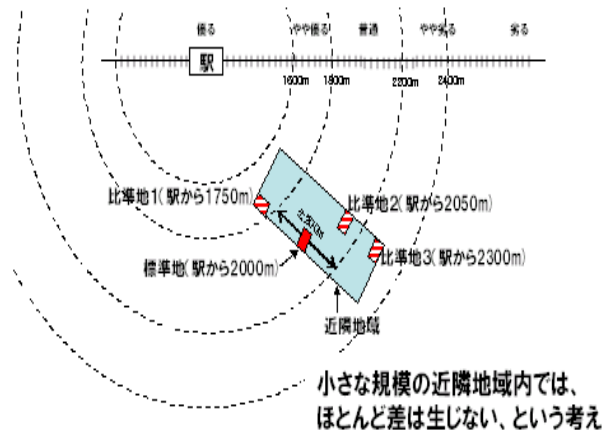 優る やや優る 普通 やや劣る 劣る
駅
1600m 1800m 2200m 2400m
比準地1(駅から1750m)
比準地2(駅から2050m)
比準地3(駅から2300m)
標準地(駅から2000m)
近隣地域
小さな規模の近隣地域内では、
ほとんど差は生じない、という考え